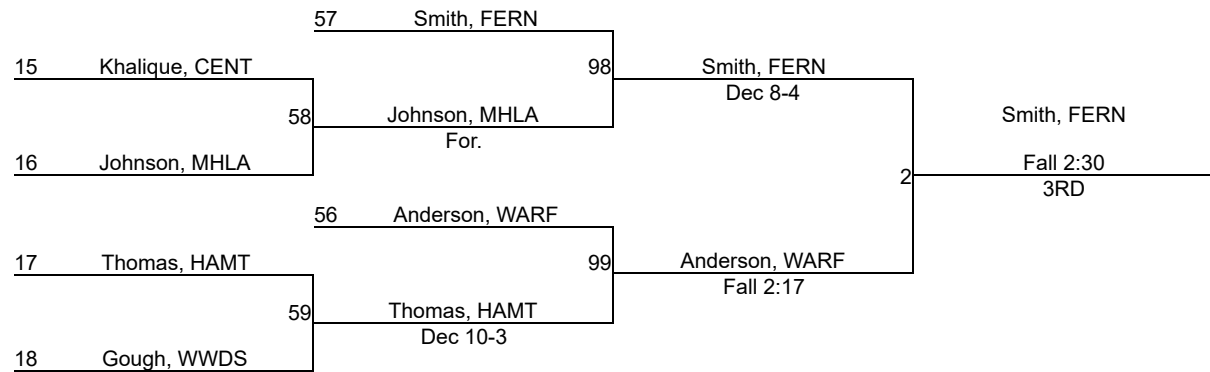 57 Smith, FERN
15 Khalique, CENT
98 Smith, FERN
Dec 8-4
58 Johnson, MHLA
For.
Smith, FERN
16 Johnson, MHLA
Fall 2:30
2
3RD
56 Anderson, WARF
17 Thomas, HAMT
99 Anderson, WARF
Fall 2:17
59 Thomas, HAMT
Dec 10-3
18 Gough, WWDS